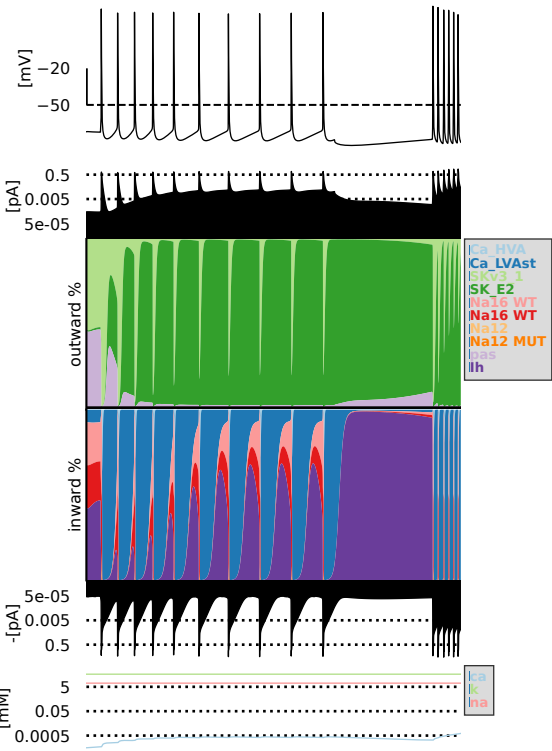 [mV]
−20
−50
[pA]
0.5
0.005
5e-05
outward %
Ca_HVA
Ca_LVAst
SKv3_1
SK_E2
Na16 WT
Na16 WT
Na12
Na12 MUT
pas
Ih
inward %
-[pA]
5e-05
0.005
0.5
[mM]
5
0.05
0.0005
ca
k
na